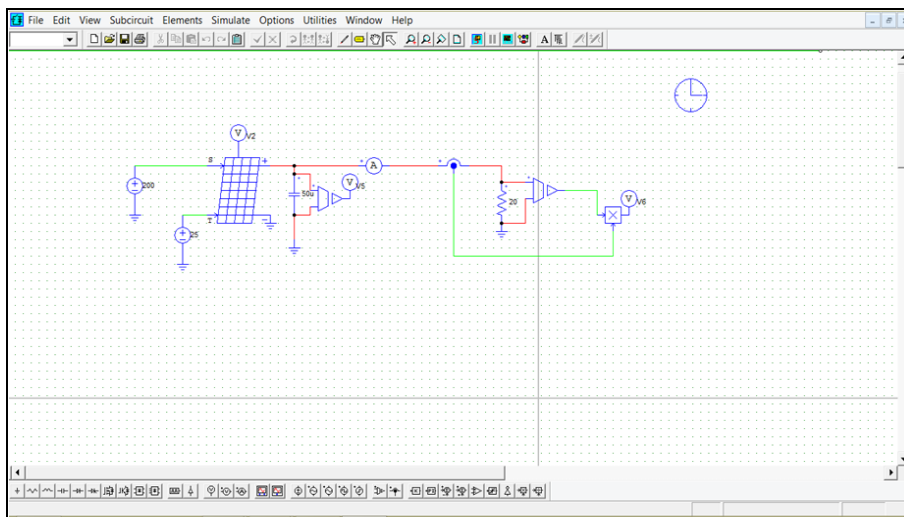 File Edit View Subcircuit Elements Simulate Options Utilities Window Help
V V2
S +
A
V V5
200
50u
20
V V6
T
25